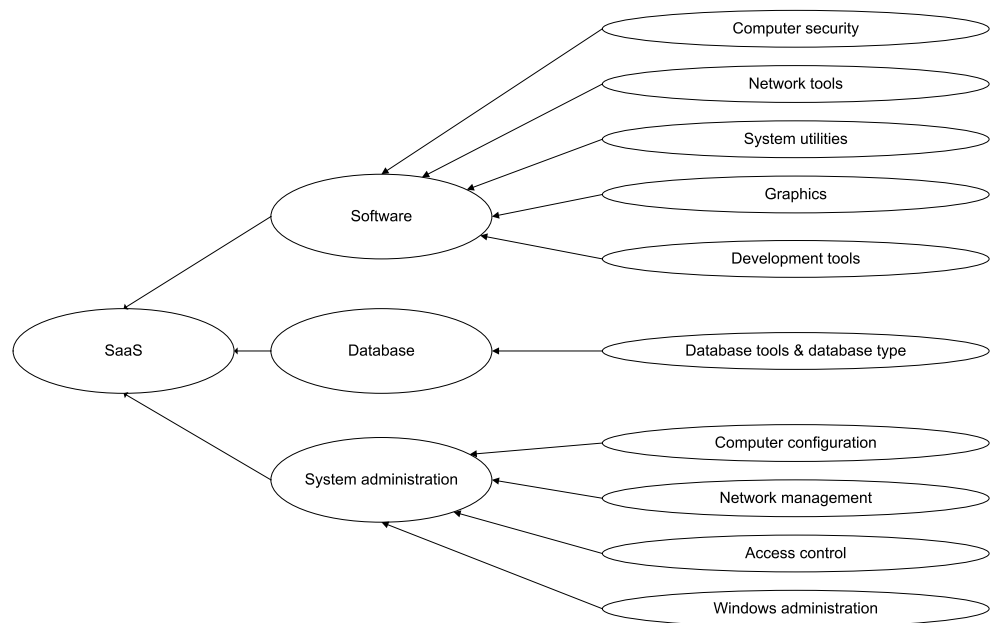 Computer security
Network tools
System utilities
Graphics
Software
Development tools
SaaS
Database
Database tools & database type
Computer configuration
System administration
Network management
Access control
Windows administration